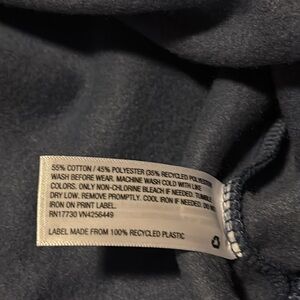 55% COTTON / 45% POLYESTER (35% RECYCLED POLYESTER
WASH BEFORE WEAR. MACHINE WASH COLD WITH LIKE
COLORS. ONLY NON-CHLORINE BLEACH IF NEEDED. TUMBLE
DRY LOW. REMOVE PROMPTLY. COOL IRON IF NEEDED. DO NO
IRON ON PRINT LABEL.
RN17730 VN4256449
LABEL MADE FROM 100% RECYCLED PLASTIC